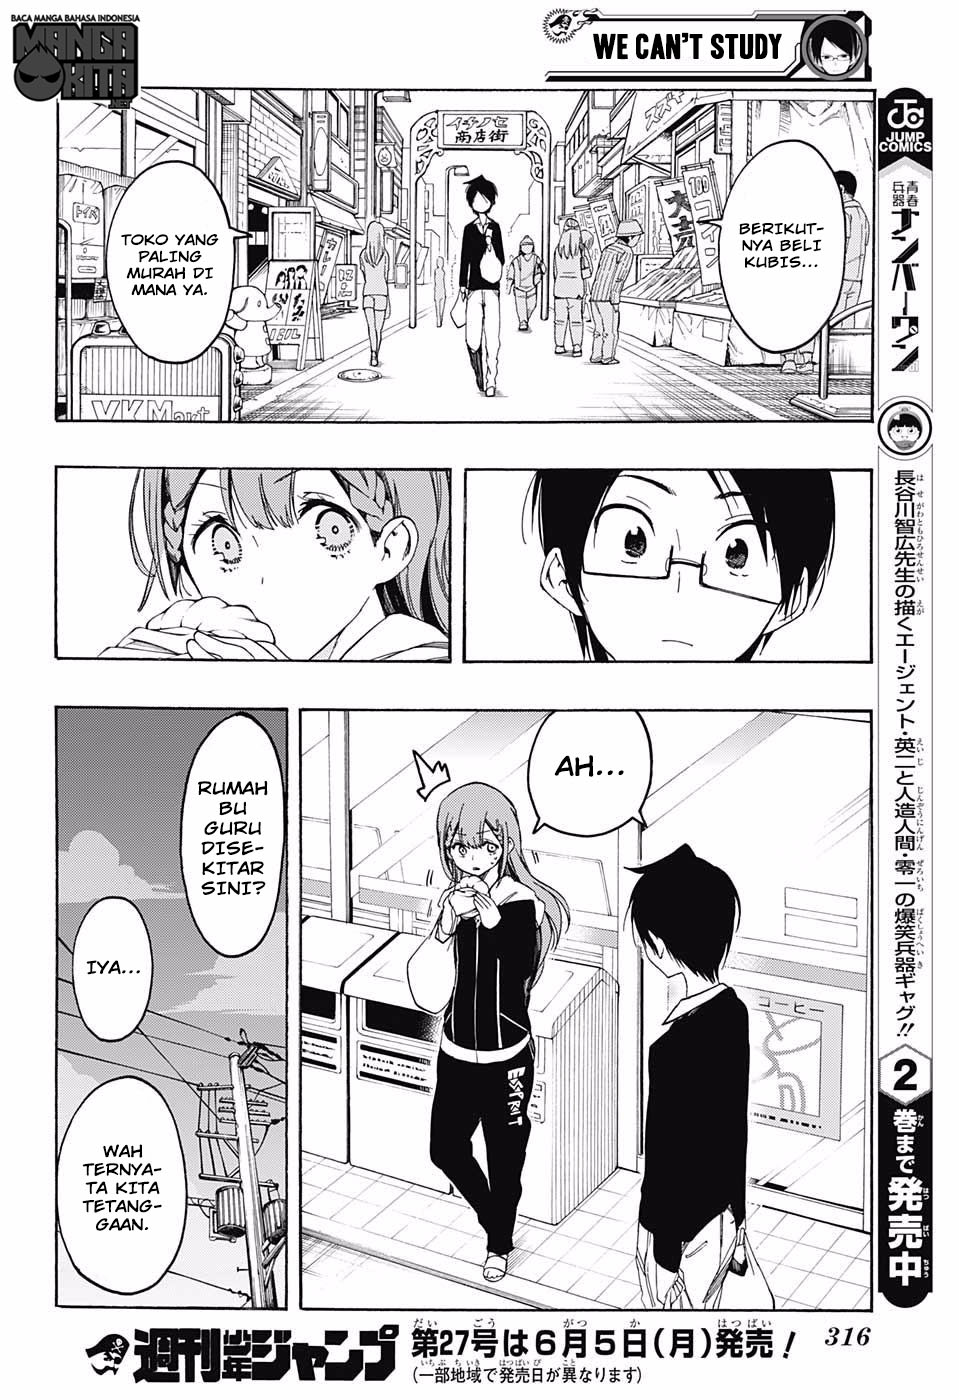 BACA MANGA BAHASA INDONESIA
MANGA
KITA
.NET
WE CAN'T STUDY
JUMP
COMICS
青春
兵器
ナンバーワン
長谷川智広先生の描くエージェント・英二と人造人間・零一の爆笑兵器ギャグ!!
2
巻まで発売中
イチノセ
商店街
BERIKUT-
NYA BELI
KUBIS...
TOKO YANG
PALING
MURAH DI
MANA YA.
VKMart
AH...
コーヒー
ESPRIT
RUMAH
BU
GURU
DISE-
KITAR
SINI?
IYA...
WAH
TERNYA-
TA KITA
TETANG-
GAAN.
週刊少年ジャンプ 第27号は6月5日(月)発売!
(一部地域で発売日が異なります)
316